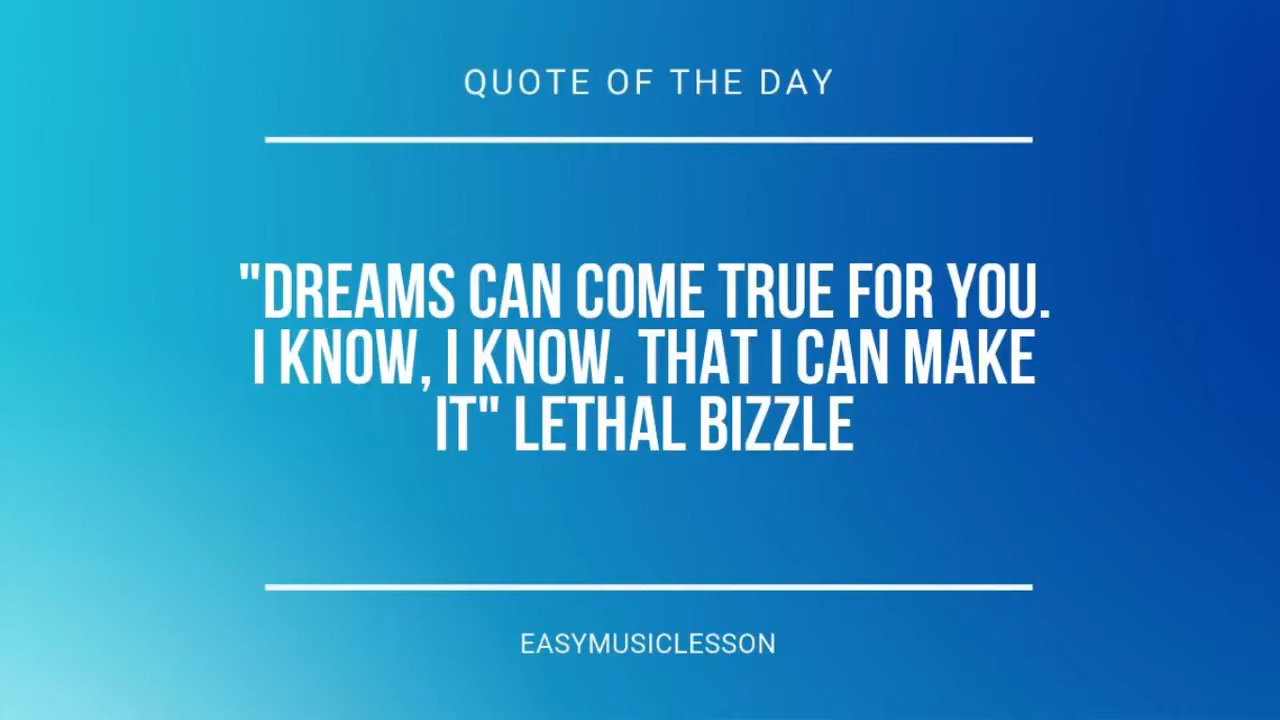 QUOTE OF THE DAY
"DREAMS CAN COME TRUE FOR YOU.
I KNOW, I KNOW. THAT I CAN MAKE
IT" LETHAL BIZZLE
EASYMUSICLESSON